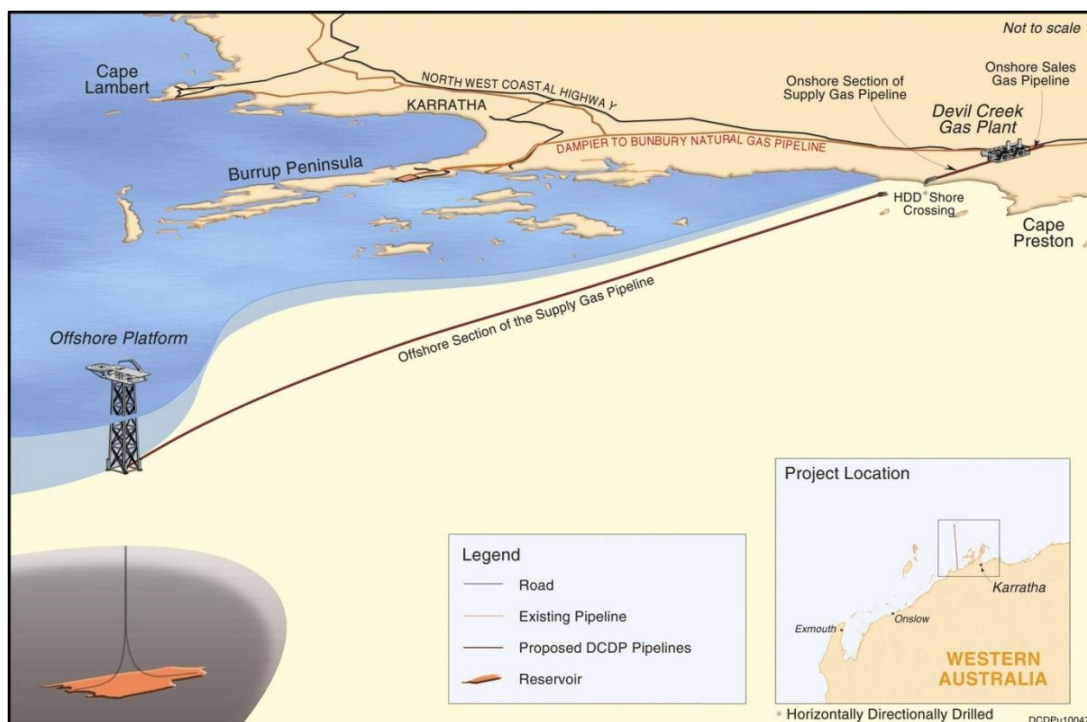 Not to scale
Cape
Lambert
NORTH WEST COASTAL HIGHWAY
KARRATHA
Onshore Section of
Supply Gas Pipeline
Onshore Sales
Gas Pipeline
Devil Creek
Gas Plant
DAMPIER TO BUNBURY NATURAL GAS PIPELINE
Burrup Peninsula
HDD* Shore
Crossing
Cape
Preston
Offshore Section of the Supply Gas Pipeline
Offshore Platform
Legend
Road
Existing Pipeline
Proposed DCDP Pipelines
Reservoir
Project Location
Karratha
Onslow
Exmouth
WESTERN
AUSTRALIA
* Horizontally Directionally Drilled